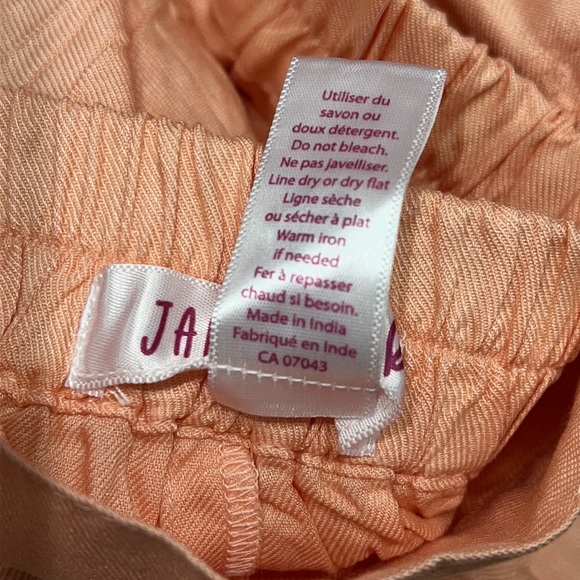 Utiliser du
savon ou
doux détergent.
Do not bleach.
Ne pas javelliser.
Line dry or dry flat
Ligne sèche
ou sécher à plat
Warm iron
if needed
Fer à repasser
chaud si besoin.
Made in India
Fabriqué en Inde
CA 07043